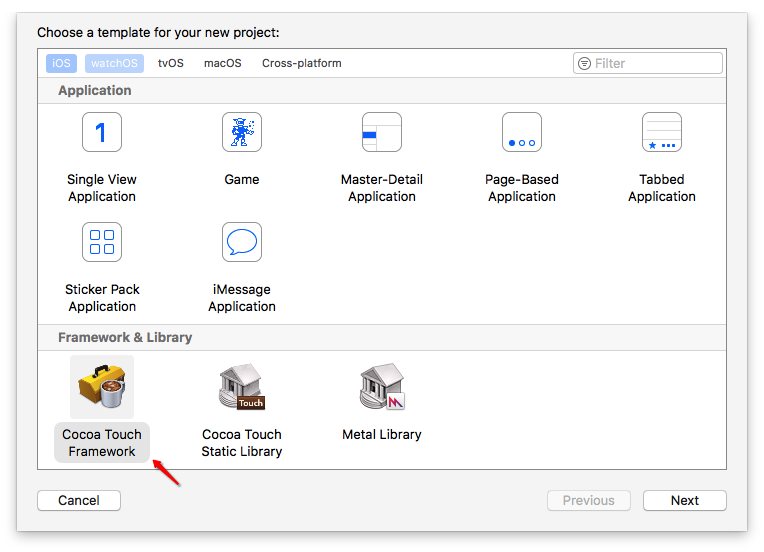 Choose a template for your new project:
iOS watchOS tvOS macOS Cross-platform Filter
Application
1
Single View Application
Game
Master-Detail Application
Page-Based Application
Tabbed Application
Sticker Pack Application
iMessage Application
Framework & Library
Touch
Cocoa Touch Framework
Cocoa Touch Static Library
Metal Library
Cancel Previous Next